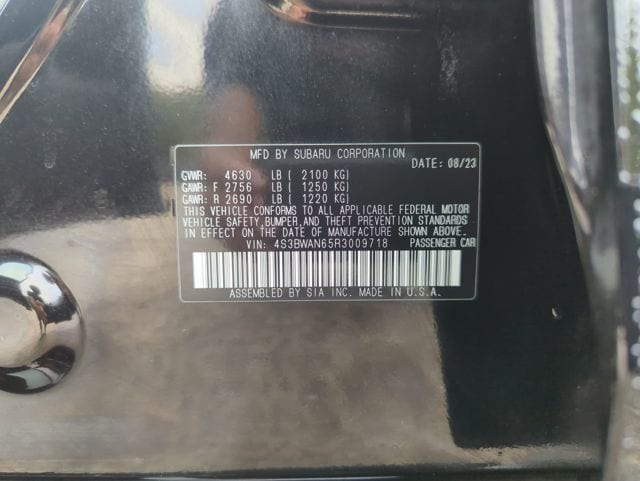 MFD BY SUBARU CORPORATION
DATE: 08/23
GVWR: 4630 LB ( 2100 KG)
GAWR: F 2756 LB ( 1250 KG)
GAWR: R 2690 LB ( 1220 KG)
THIS VEHICLE CONFORMS TO ALL APPLICABLE FEDERAL MOTOR
VEHICLE SAFETY, BUMPER, AND THEFT PREVENTION STANDARDS
IN EFFECT ON THE DATE OF MANUFACTURE SHOWN ABOVE.
VIN: 4S3BWAN65R3009718 PASSENGER CAR
ASSEMBLED BY SIA INC. MADE IN U.S.A.